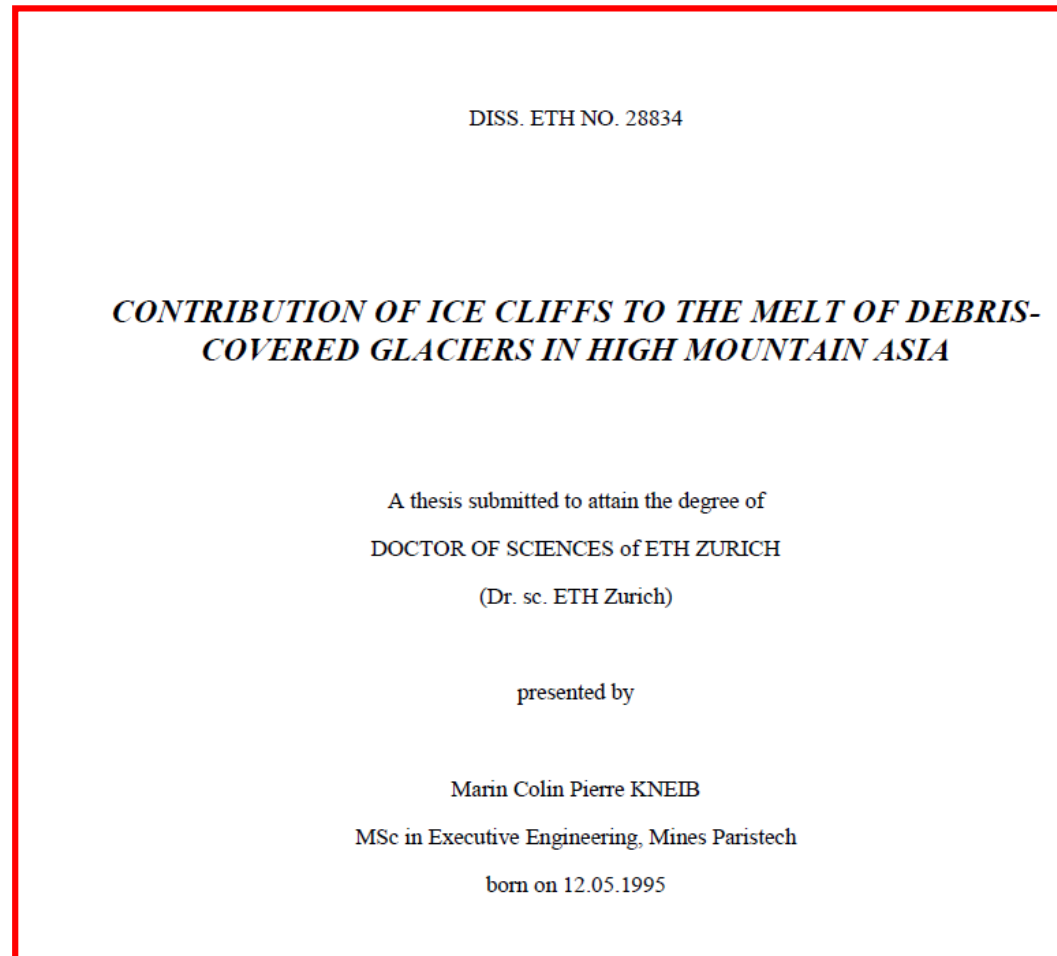 DISS. ETH NO. 28834
CONTRIBUTION OF ICE CLIFFS TO THE MELT OF DEBRIS-
COVERED GLACIERS IN HIGH MOUNTAIN ASIA
A thesis submitted to attain the degree of
DOCTOR OF SCIENCES of ETH ZURICH
(Dr. sc. ETH Zurich)
presented by
Marin Colin Pierre KNEIB
MSc in Executive Engineering, Mines Paristech
born on 12.05.1995